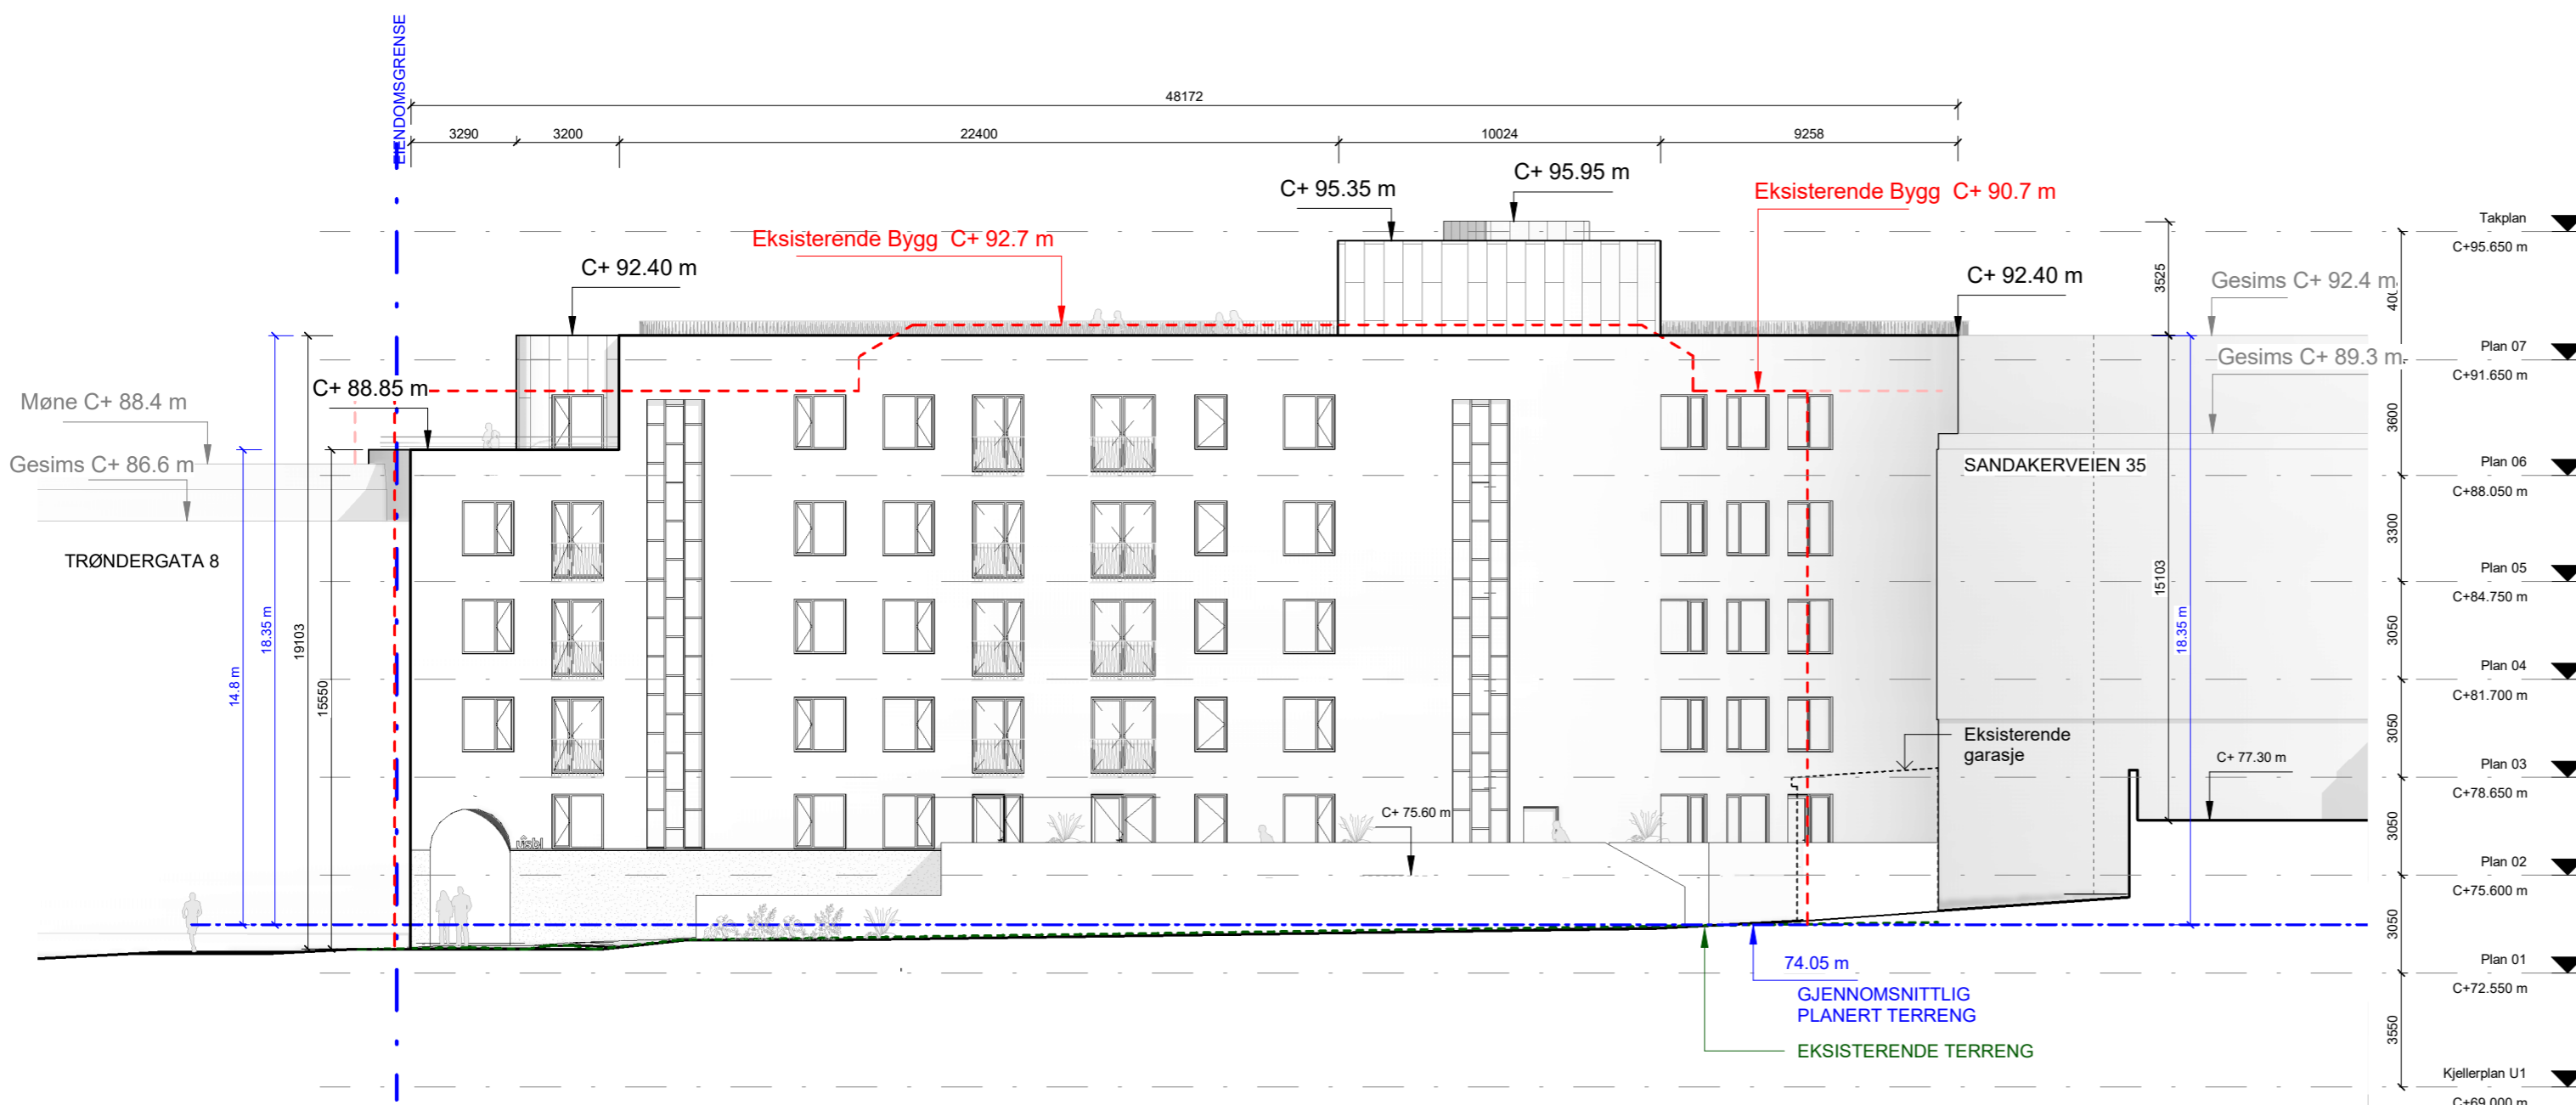 EIENDOMSGRENSE
48172
3290
3200
22400
10024
9258
C+ 95.35 m
C+ 95.95 m
Eksisterende Bygg C+ 90.7 m
Eksisterende Bygg C+ 92.7 m
C+ 92.40 m
C+ 92.40 m
Gesims C+ 92.4 m
Gesims C+ 89.3 m
C+ 88.85 m
Møne C+ 88.4 m
Gesims C+ 86.6 m
TRØNDERGATA 8
SANDAKERVEIEN 35
14.8 m
18.35 m
19103
15550
3525
15103
18.35 m
Eksisterende
garasje
C+ 77.30 m
C+ 75.60 m
74.05 m
GJENNOMSNITTLIG
PLANERT TERRENG
EKSISTERENDE TERRENG
Takplan
C+95.650 m
Plan 07
C+91.650 m
3600
Plan 06
C+88.050 m
3300
Plan 05
C+84.750 m
3050
Plan 04
C+81.700 m
3050
Plan 03
C+78.650 m
3050
Plan 02
C+75.600 m
3050
Plan 01
C+72.550 m
3550
Kjellerplan U1
C+69.000 m